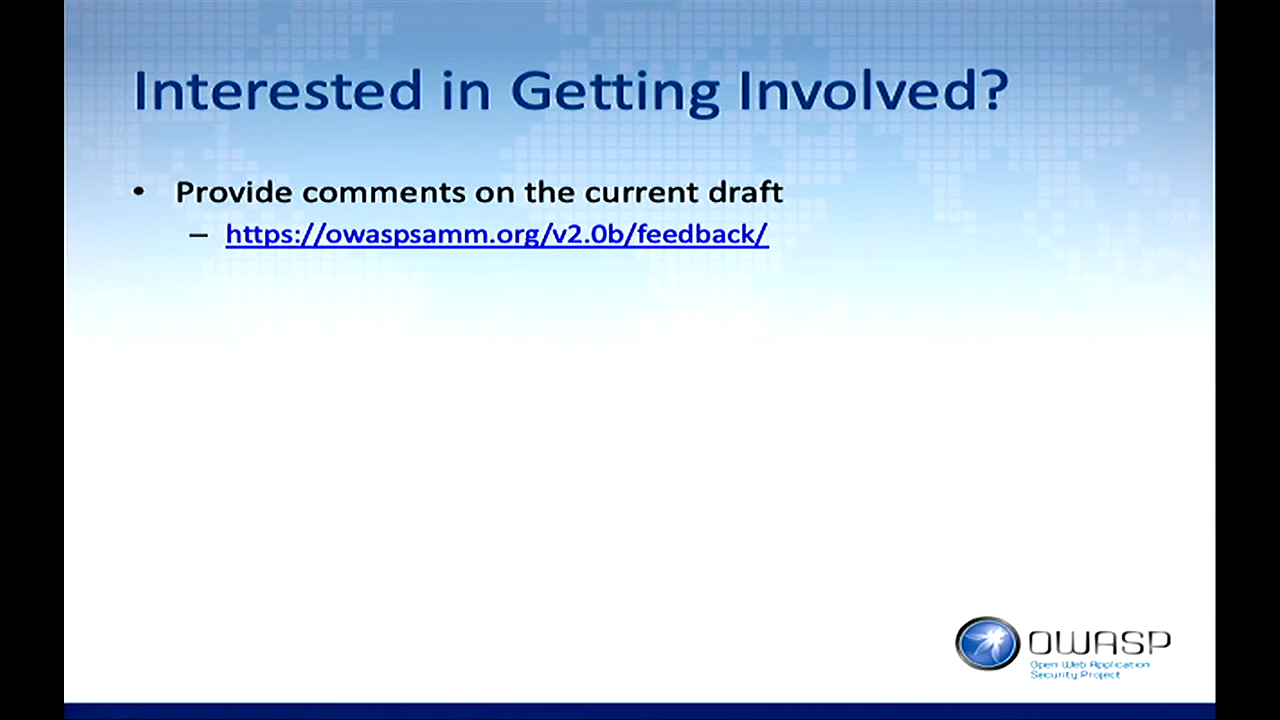 Interested in Getting Involved?
• Provide comments on the current draft
– https://owaspsamm.org/v2.0b/feedback/
OWASP
Open Web Application
Security Project